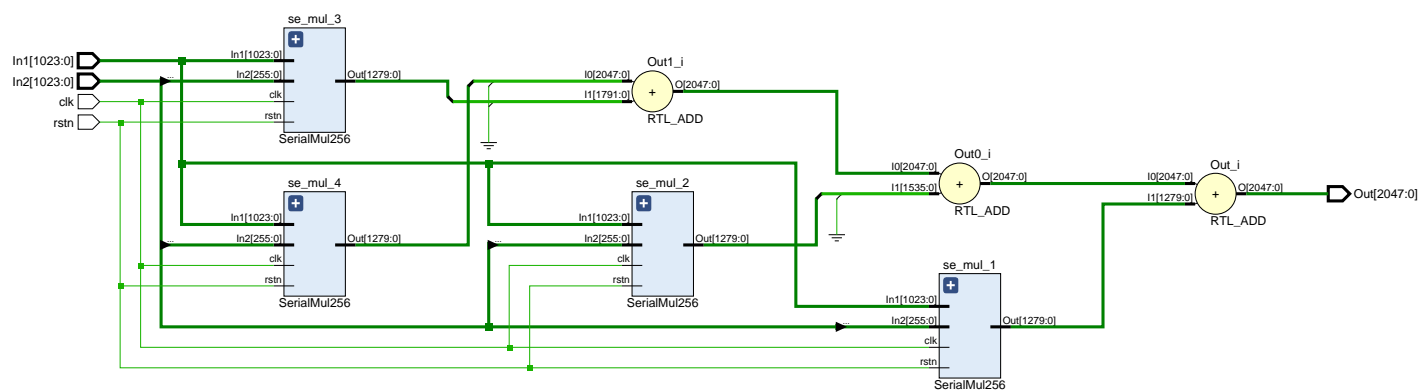 se_mul_3
In1[1023:0]
In2[1023:0]
clk
rstn
In1[1023:0]
In2[255:0]
clk
rstn
Out[1279:0]
SerialMul256
...
Out1_i
I0[2047:0]
I1[1791:0]
O[2047:0]
+
RTL_ADD
se_mul_4
In1[1023:0]
In2[255:0]
clk
rstn
Out[1279:0]
SerialMul256
...
se_mul_2
In1[1023:0]
In2[255:0]
clk
rstn
Out[1279:0]
SerialMul256
...
Out0_i
I0[2047:0]
I1[1535:0]
O[2047:0]
+
RTL_ADD
Out_i
I0[2047:0]
I1[1279:0]
O[2047:0]
+
RTL_ADD
Out[2047:0]
se_mul_1
In1[1023:0]
In2[255:0]
clk
rstn
Out[1279:0]
SerialMul256
...